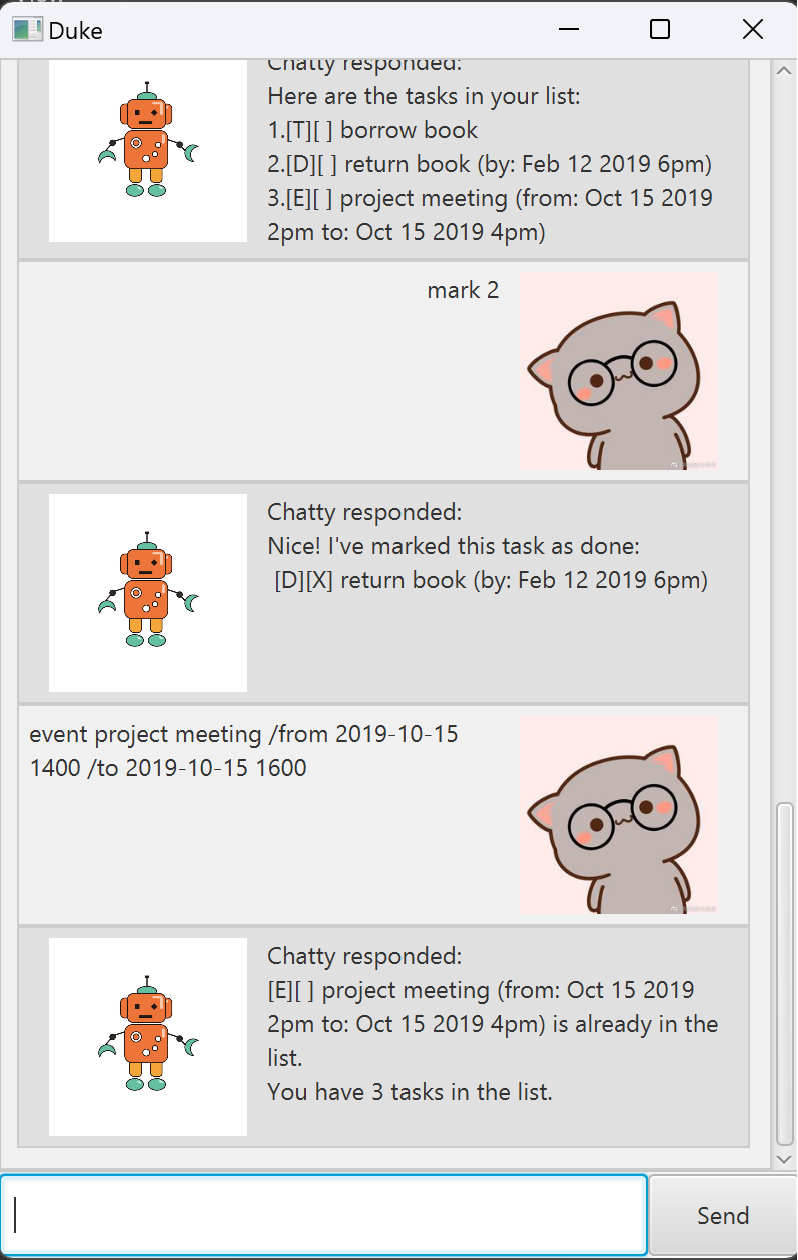 Duke
Chatty responded:
Here are the tasks in your list:
1.[T][ ] borrow book
2.[D][ ] return book (by: Feb 12 2019 6pm)
3.[E][ ] project meeting (from: Oct 15 2019
2pm to: Oct 15 2019 4pm)
mark 2
Chatty responded:
Nice! I've marked this task as done:
[D][X] return book (by: Feb 12 2019 6pm)
event project meeting /from 2019-10-15
1400 /to 2019-10-15 1600
Chatty responded:
[E][ ] project meeting (from: Oct 15 2019
2pm to: Oct 15 2019 4pm) is already in the
list.
You have 3 tasks in the list.
Send